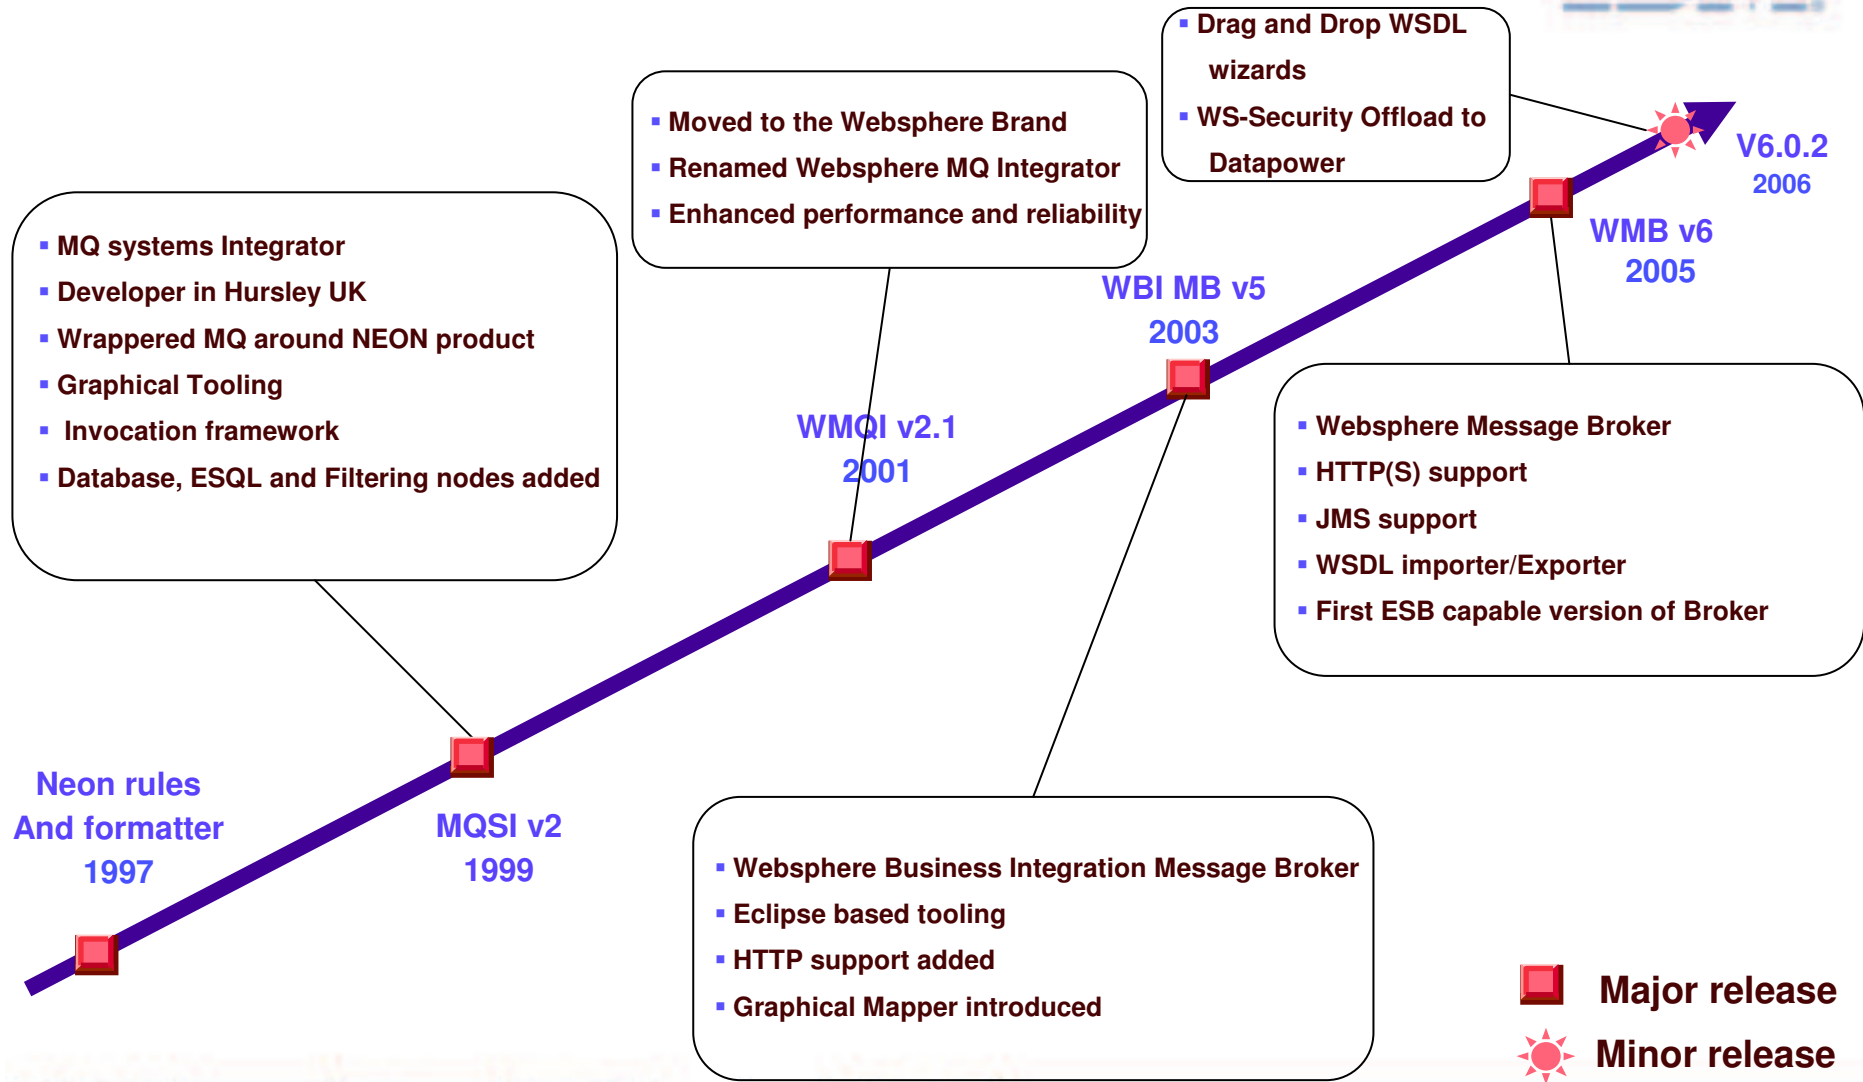 Drag and Drop WSDL
wizards
WS-Security Offload to
Datapower
Moved to the Websphere Brand
Renamed Websphere MQ Integrator
Enhanced performance and reliability
V6.0.2
2006
WMB v6
2005
MQ systems Integrator
Developer in Hursley UK
Wrappered MQ around NEON product
Graphical Tooling
Invocation framework
Database, ESQL and Filtering nodes added
WBI MB v5
2003
WMQI v2.1
2001
Websphere Message Broker
HTTP(S) support
JMS support
WSDL importer/Exporter
First ESB capable version of Broker
Neon rules
And formatter
1997
MQSI v2
1999
Websphere Business Integration Message Broker
Eclipse based tooling
HTTP support added
Graphical Mapper introduced
Major release
Minor release